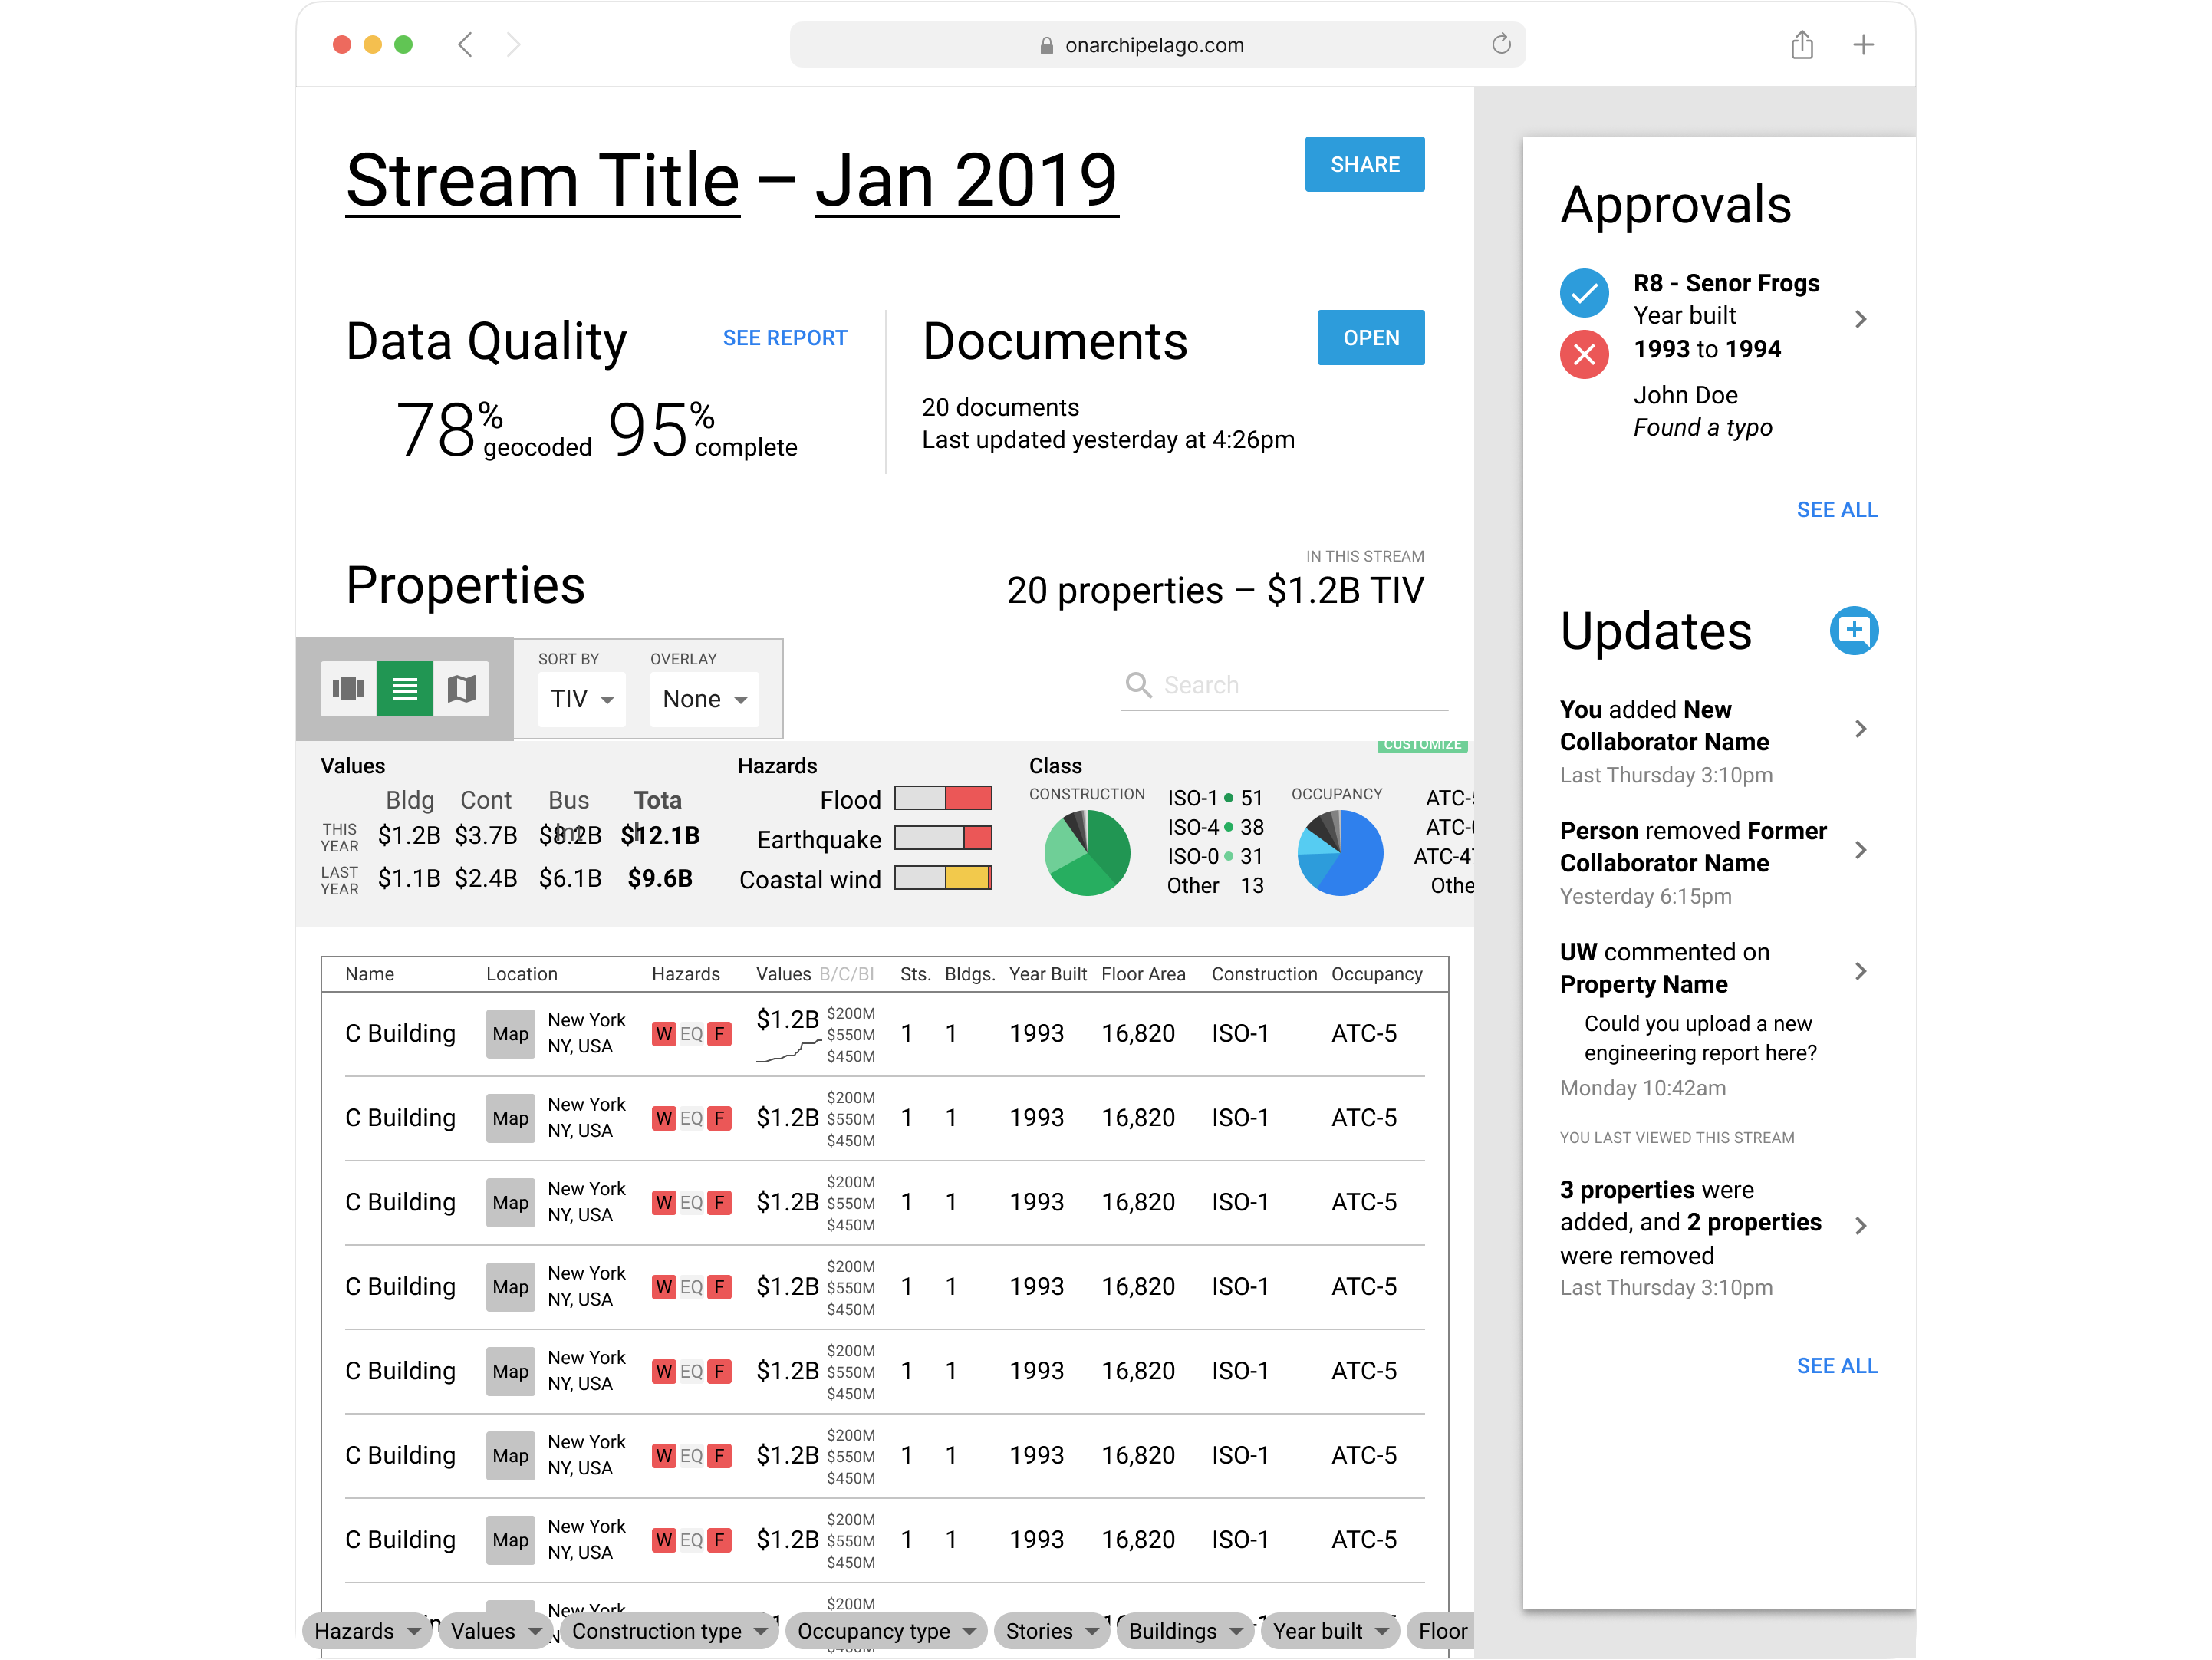 onarchipelago.com
Stream Title – Jan 2019
SHARE
Data Quality
SEE REPORT
78% geocoded 95% complete
Documents
OPEN
20 documents
Last updated yesterday at 4:26pm
Properties
IN THIS STREAM
20 properties – $1.2B TIV
SORT BY
TIV
OVERLAY
None
Search
CUSTOMIZE
Values
Bldg Cont Bus Int Total
THIS YEAR $1.2B $3.7B $8.2B $12.1B
LAST YEAR $1.1B $2.4B $6.1B $9.6B
Hazards
Flood
Earthquake
Coastal wind
Class
CONSTRUCTION
ISO-1 51
ISO-4 38
ISO-0 31
Other 13
OCCUPANCY
ATC-
ATC-
ATC-4
Othe
Name Location Hazards Values B/C/BI Sts. Bldgs. Year Built Floor Area Construction Occupancy
C Building Map New York NY, USA W EQ F $1.2B $200M $550M $450M 1 1 1993 16,820 ISO-1 ATC-5
C Building Map New York NY, USA W EQ F $1.2B $200M $550M $450M 1 1 1993 16,820 ISO-1 ATC-5
C Building Map New York NY, USA W EQ F $1.2B $200M $550M $450M 1 1 1993 16,820 ISO-1 ATC-5
C Building Map New York NY, USA W EQ F $1.2B $200M $550M $450M 1 1 1993 16,820 ISO-1 ATC-5
C Building Map New York NY, USA W EQ F $1.2B $200M $550M $450M 1 1 1993 16,820 ISO-1 ATC-5
C Building Map New York NY, USA W EQ F $1.2B $200M $550M $450M 1 1 1993 16,820 ISO-1 ATC-5
C Building Map New York NY, USA W EQ F $1.2B $200M $550M $450M 1 1 1993 16,820 ISO-1 ATC-5
New York $200M
$450M
Hazards Values Construction type Occupancy type Stories Buildings Year built Floor
Approvals
R8 - Senor Frogs
Year built
1993 to 1994
John Doe
Found a typo
SEE ALL
Updates
You added New
Collaborator Name
Last Thursday 3:10pm
Person removed Former
Collaborator Name
Yesterday 6:15pm
UW commented on
Property Name
Could you upload a new
engineering report here?
Monday 10:42am
YOU LAST VIEWED THIS STREAM
3 properties were
added, and 2 properties
were removed
Last Thursday 3:10pm
SEE ALL